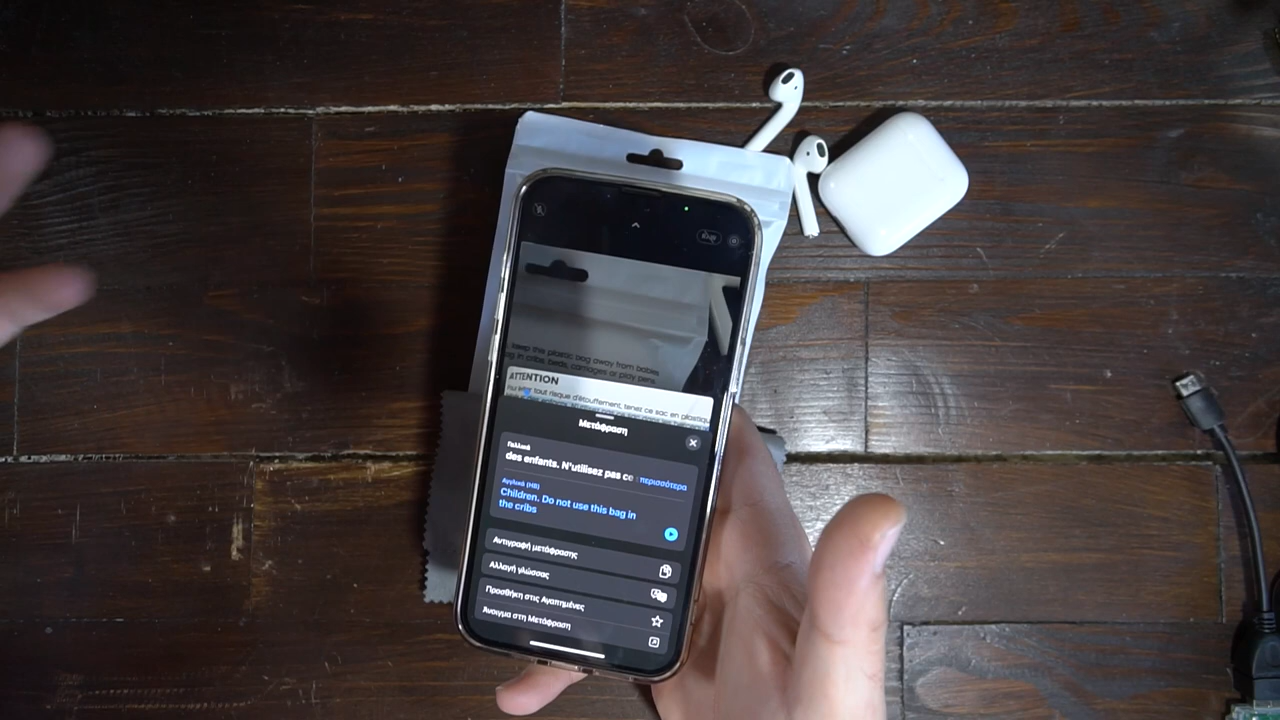 keep this plastic bag away from babies
bag in cribs, beds, carriages or play pens.
ATTENTION
tout risque d'étouffement, tenez ce sac en plastique
Μετάφραση
Γαλλικά
des enfants. N'utilisez pas ce περισσότερα
Αγγλικά (ΗΒ)
Children. Do not use this bag in
the cribs
Αντιγραφή μετάφρασης
Αλλαγή γλώσσας
Προσθήκη στις Αγαπημένες
Άνοιγμα στη Μετάφραση